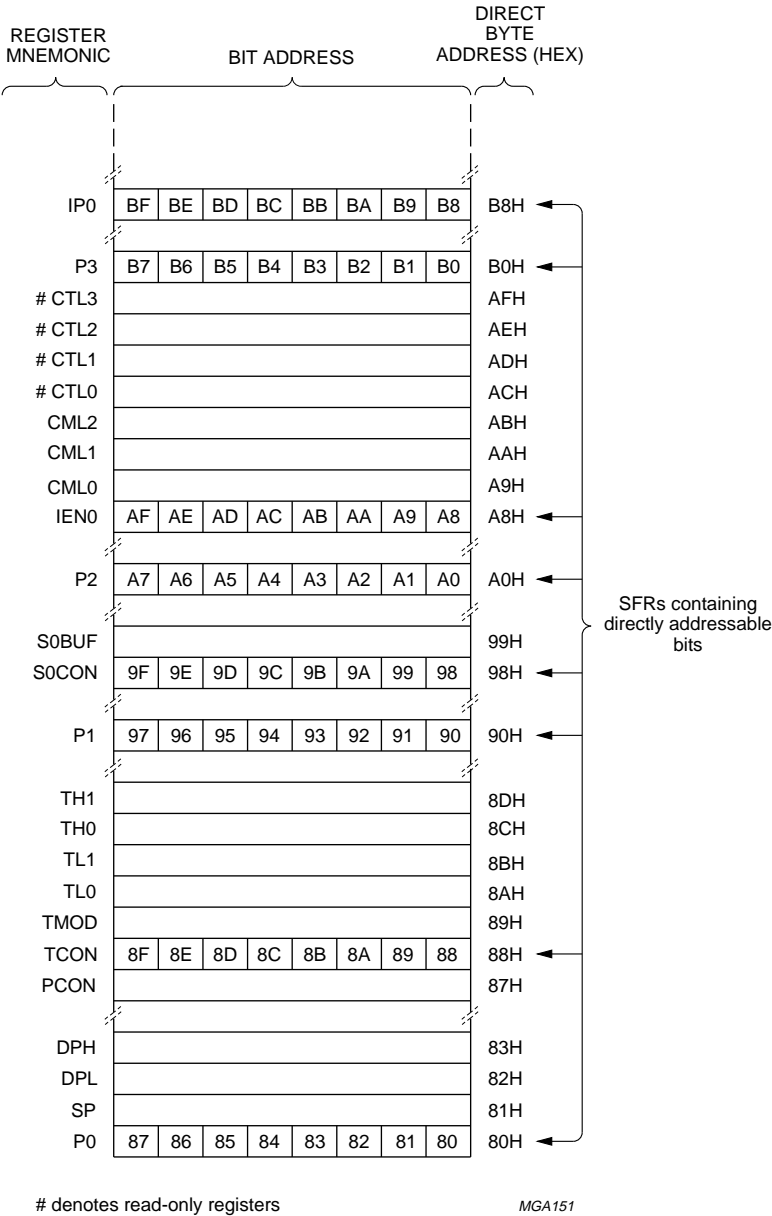 REGISTER MNEMONIC BIT ADDRESS DIRECT BYTE ADDRESS (HEX)
IP0 BF BE BD BC BB BA B9 B8 B8H
P3 B7 B6 B5 B4 B3 B2 B1 B0 B0H
# CTL3 AFH
# CTL2 AEH
# CTL1 ADH
# CTL0 ACH
CML2 ABH
CML1 AAH
CML0 A9H
IEN0 AF AE AD AC AB AA A9 A8 A8H
P2 A7 A6 A5 A4 A3 A2 A1 A0 A0H
SFRs containing
directly addressable
bits
S0BUF 99H
S0CON 9F 9E 9D 9C 9B 9A 99 98 98H
P1 97 96 95 94 93 92 91 90 90H
TH1 8DH
TH0 8CH
TL1 8BH
TL0 8AH
TMOD 89H
TCON 8F 8E 8D 8C 8B 8A 89 88 88H
PCON 87H
DPH 83H
DPL 82H
SP 81H
P0 87 86 85 84 83 82 81 80 80H
# denotes read-only registers MGA151